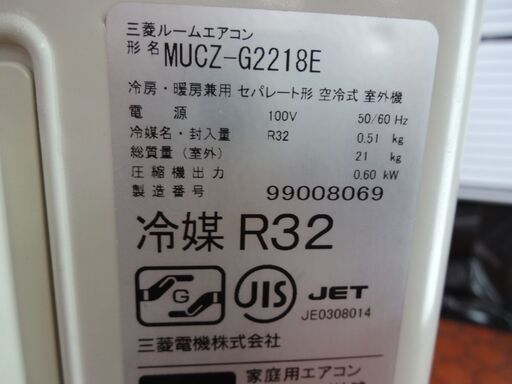 三菱ルームエアコン
形名 MUCZ-G2218E
冷房・暖房兼用 セパレート形 空冷式 室外機
電源 100V 50/60 Hz
冷媒名・封入量 R32 0.51 kg
総質量(室外) 21 kg
圧縮機出力 0.60 kW
製造番号 99008069
冷媒 R32
G JIS JET
JE0308014
三菱電機株式会社
家庭用エアコン